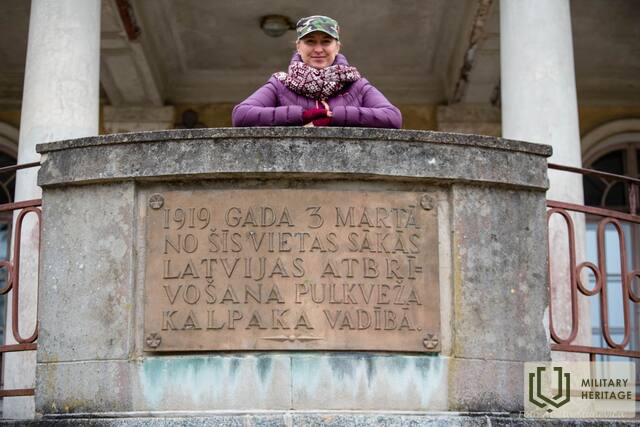 1919 GADA 3 MARTĀ
NO ŠĪS VIETAS SĀKĀS
LATVIJAS ATBRĪ-
VOŠANA PULKVEŽA
KALPAKA VADĪBĀ.
MILITARY
HERITAGE